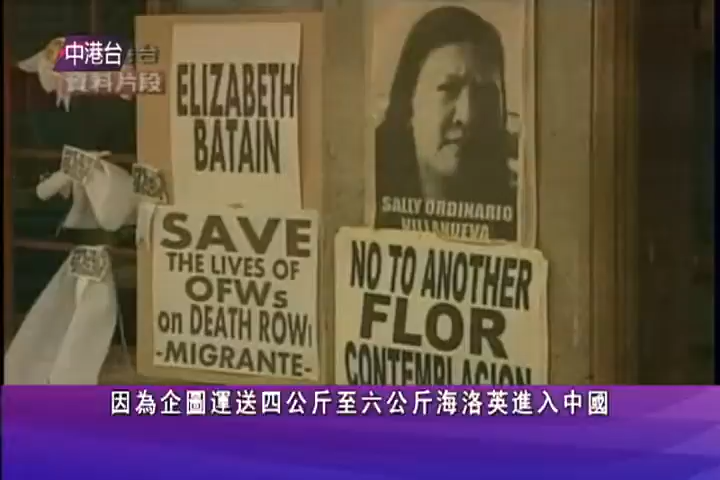 中港台
資料片段
ELIZABETH
BATAIN
SALLY ORDINARIO
VILLANUEVA
SAVE
THE LIVES OF
OFWs
on DEATH ROW!
-MIGRANTE-
NO TO ANOTHER
FLOR
CONTEMPLACION
因為企圖運送四公斤至六公斤海洛英進入中國